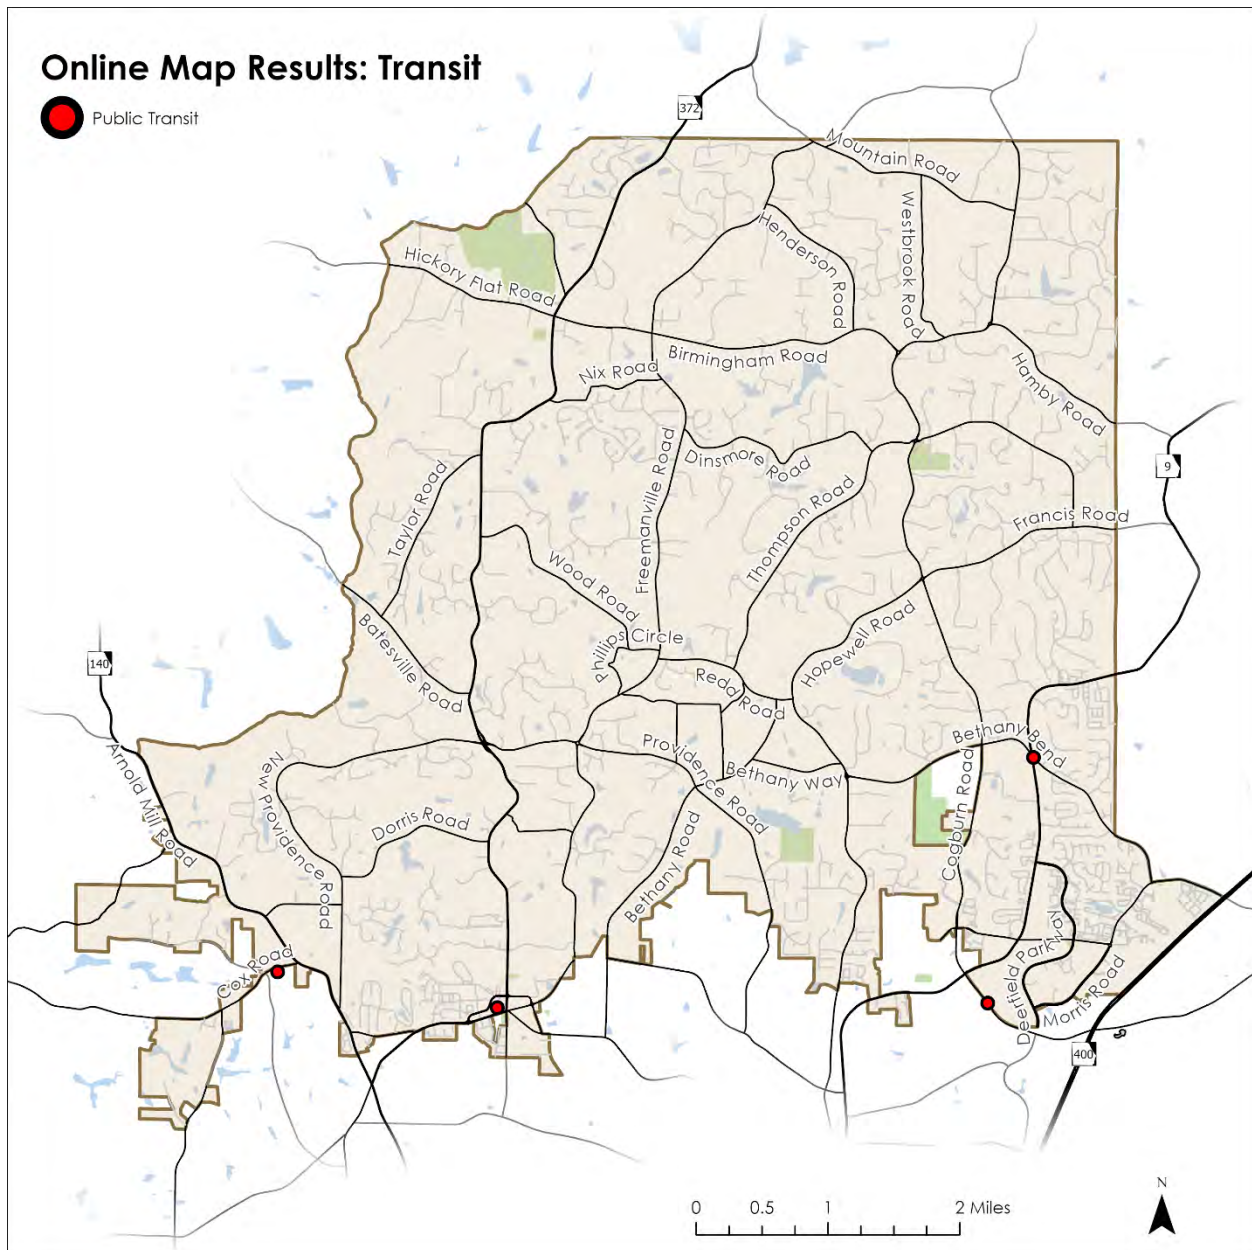 Online Map Results: Transit
Public Transit
372
Mountain Road
Henderson Road
Westbrook Road
Hickory Flat Road
Birmingham Road
Nix Road
Hamby Road
9
Dinsmore Road
Freemanville Road
Taylor Road
Thompson Road
Francis Road
Wood Road
Hopewell Road
Batesville Road
Phillips Circle
140
Redd Road
Arnold Mill Road
New Providence Road
Providence Road
Bethany Bend
Bethany Way
Cogburn Road
Dorris Road
Bethany Road
Deerfield Parkway
Cox Road
Morris Road
9
400
N
0 0.5 1 2 Miles